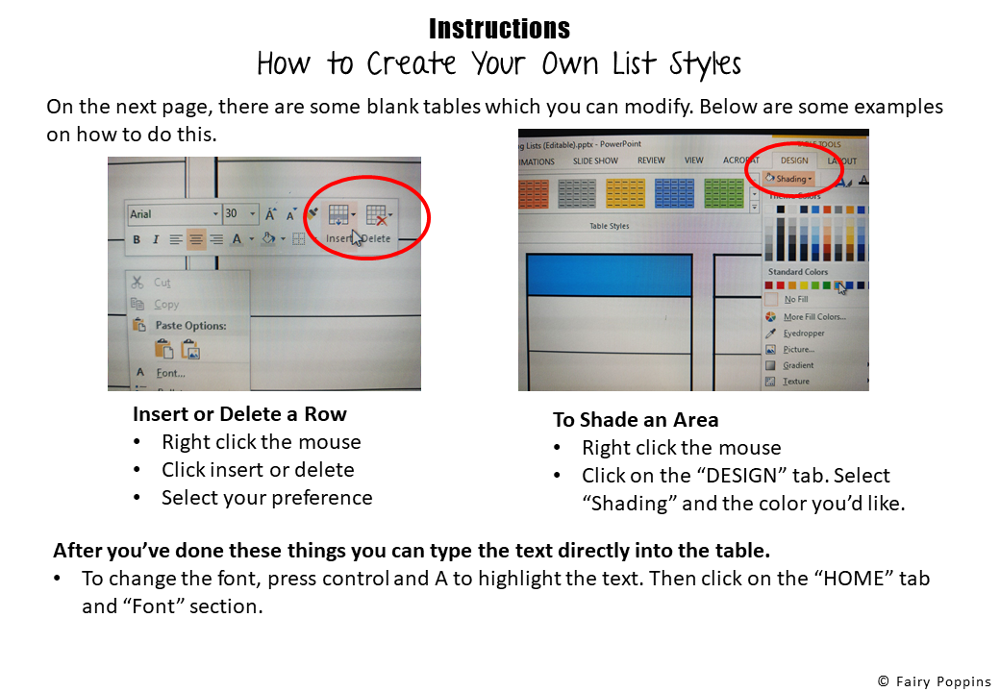 Instructions
How to Create Your Own List Styles
On the next page, there are some blank tables which you can modify. Below are some examples
on how to do this.
Arial
30
A
A
Insert
Delete
B I
A
Cut
Copy
Paste Options:
A Font...
ng Lists (Editable).pptx - PowerPoint
TABLE TOOLS
IMATIONS SLIDE SHOW REVIEW VIEW ACROBAT DESIGN LAYOUT
Shading
A A
Table Styles
Theme Colors
Standard Colors
No Fill
More Fill Colors...
Eyedropper
Picture...
Gradient
Texture
Insert or Delete a Row
• Right click the mouse
• Click insert or delete
• Select your preference
To Shade an Area
• Right click the mouse
• Click on the “DESIGN” tab. Select
“Shading” and the color you’d like.
After you’ve done these things you can type the text directly into the table.
• To change the font, press control and A to highlight the text. Then click on the “HOME” tab
and “Font” section.
© Fairy Poppins